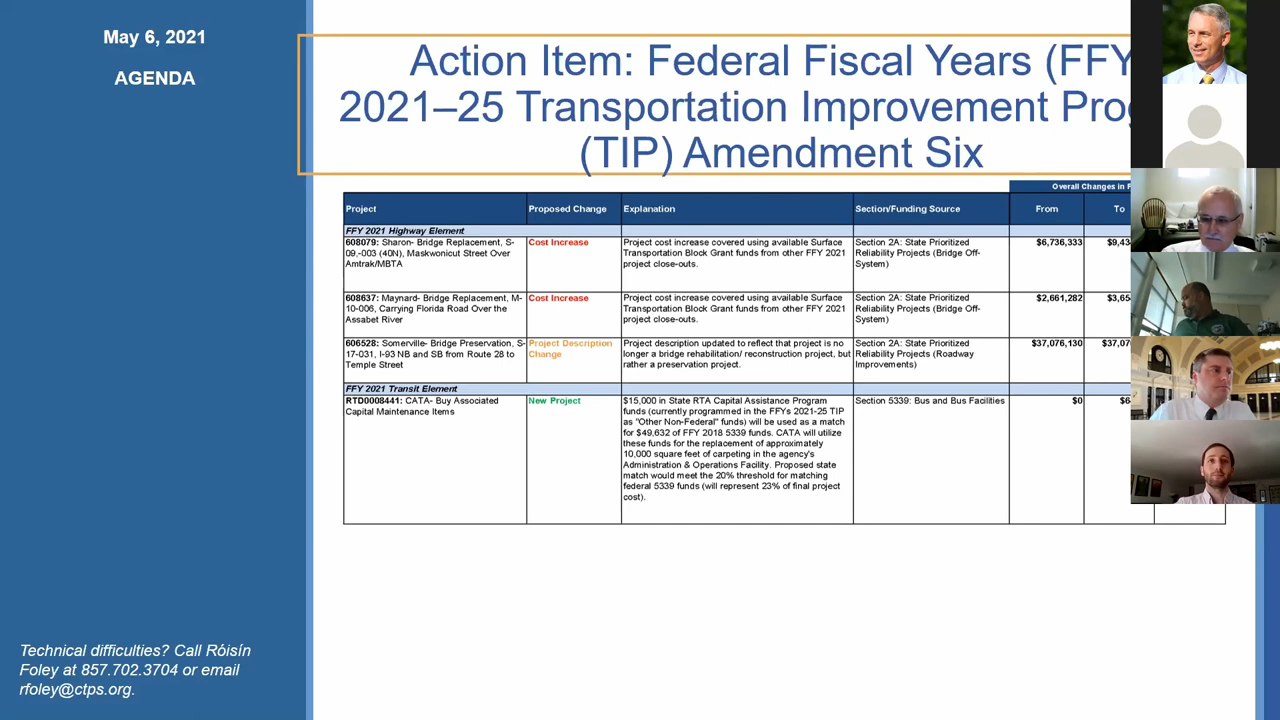 May 6, 2021
AGENDA
Action Item: Federal Fiscal Years (FFY
2021–25 Transportation Improvement Prog
(TIP) Amendment Six
Overall Changes in F
Project Proposed Change Explanation Section/Funding Source From To
FFY 2021 Highway Element
608079: Sharon- Bridge Replacement, S-
09,-003 (40N), Maskwonicut Street Over
Amtrak/MBTA
Cost Increase
Project cost increase covered using available Surface
Transportation Block Grant funds from other FFY 2021
project close-outs.
Section 2A: State Prioritized
Reliability Projects (Bridge Off-
System)
$6,736,333
$9,43
608637: Maynard- Bridge Replacement, M-
10-006, Carrying Florida Road Over the
Assabet River
Cost Increase
Project cost increase covered using available Surface
Transportation Block Grant funds from other FFY 2021
project close-outs.
Section 2A: State Prioritized
Reliability Projects (Bridge Off-
System)
$2,661,282
$3,65
606528: Somerville- Bridge Preservation, S-
17-031, I-93 NB and SB from Route 28 to
Temple Street
Project Description
Change
Project description updated to reflect that project is no
longer a bridge rehabilitation/ reconstruction project, but
rather a preservation project.
Section 2A: State Prioritized
Reliability Projects (Roadway
Improvements)
$37,076,130
$37,07
FFY 2021 Transit Element
RTD0008441: CATA- Buy Associated
Capital Maintenance Items
New Project
$15,000 in State RTA Capital Assistance Program
funds (currently programmed in the FFYs 2021-25 TIP
as "Other Non-Federal" funds) will be used as a match
for $49,632 of FFY 2018 5339 funds. CATA will utilize
these funds for the replacement of approximately
10,000 square feet of carpeting in the agency's
Administration & Operations Facility. Proposed state
match would meet the 20% threshold for matching
federal 5339 funds (will represent 23% of final project
cost).
Section 5339: Bus and Bus Facilities
$0
$6
Technical difficulties? Call Róisín
Foley at 857.702.3704 or email
rfoley@ctps.org.